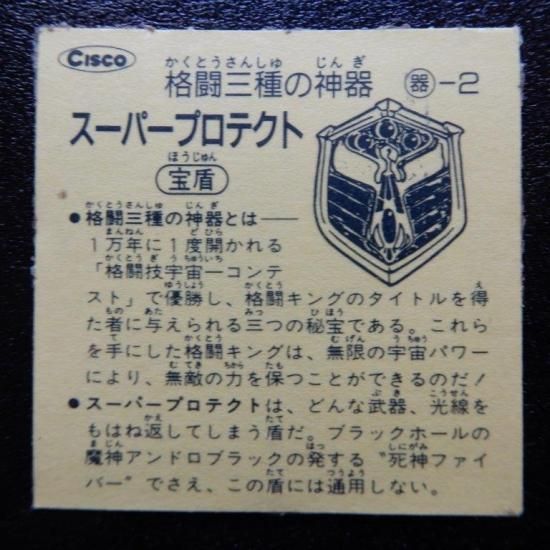 Cisco
かくとうさんしゅ じんぎ
格闘三種の神器 器-2
スーパープロテクト
ほうじゅん
宝盾
かくとうさんしゅ じんぎ
●格闘三種の神器とは──
まんねん どひら
1万年に1度開かれる
かくとうぎ うちゅういち
「格闘技宇宙一コンテ
ゆうしょう かくとう え
スト」で優勝し、格闘キングのタイトルを得
もの あた みっ ひほう
た者に与えられる三つの秘宝である。これら
て かくとう むげん うちゅう
を手にした格闘キングは、無限の宇宙パワー
むてき ちから たも
により、無敵の力を保つことができるのだ!
ぶき こうせん
●スーパープロテクトは、どんな武器、光線を
かえ たて
もはね返してしまう盾だ。ブラックホールの
まじん はっ しにがみ
魔神アンドロブラックの発する〝死神ファイ
たて つうよう
バー〟でさえ、この盾には通用しない。